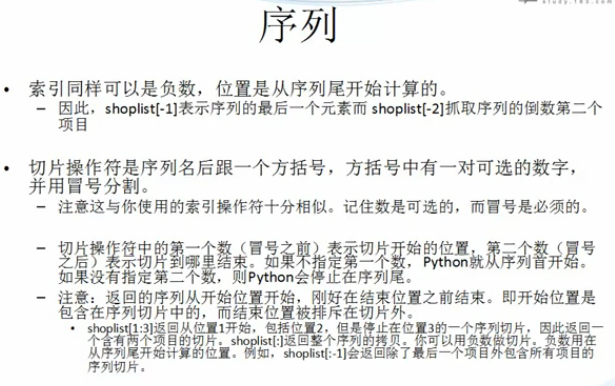 study.163.com
序列
• 索引同样可以是负数，位置是从序列尾开始计算的。
– 因此，shoplist[-1]表示序列的最后一个元素而 shoplist[-2]抓取序列的倒数第二个
项目
• 切片操作符是序列名后跟一个方括号，方括号中有一对可选的数字，
并用冒号分割。
– 注意这与你使用的索引操作符十分相似。记住数是可选的，而冒号是必须的。
– 切片操作符中的第一个数（冒号之前）表示切片开始的位置，第二个数（冒号
之后）表示切片到哪里结束。如果不指定第一个数，Python就从序列首开始。
如果没有指定第二个数，则Python会停止在序列尾。
– 注意：返回的序列从开始位置开始，刚好在结束位置之前结束。即开始位置是
包含在序列切片中的，而结束位置被排斥在切片外。
• shoplist[1:3]返回从位置1开始，包括位置2，但是停止在位置3的一个序列切片，因此返回一
个含有两个项目的切片。shoplist[:]返回整个序列的拷贝。你可以用负数做切片。负数用在
从序列尾开始计算的位置。例如，shoplist[:-1]会返回除了最后一个项目外包含所有项目的
序列切片。